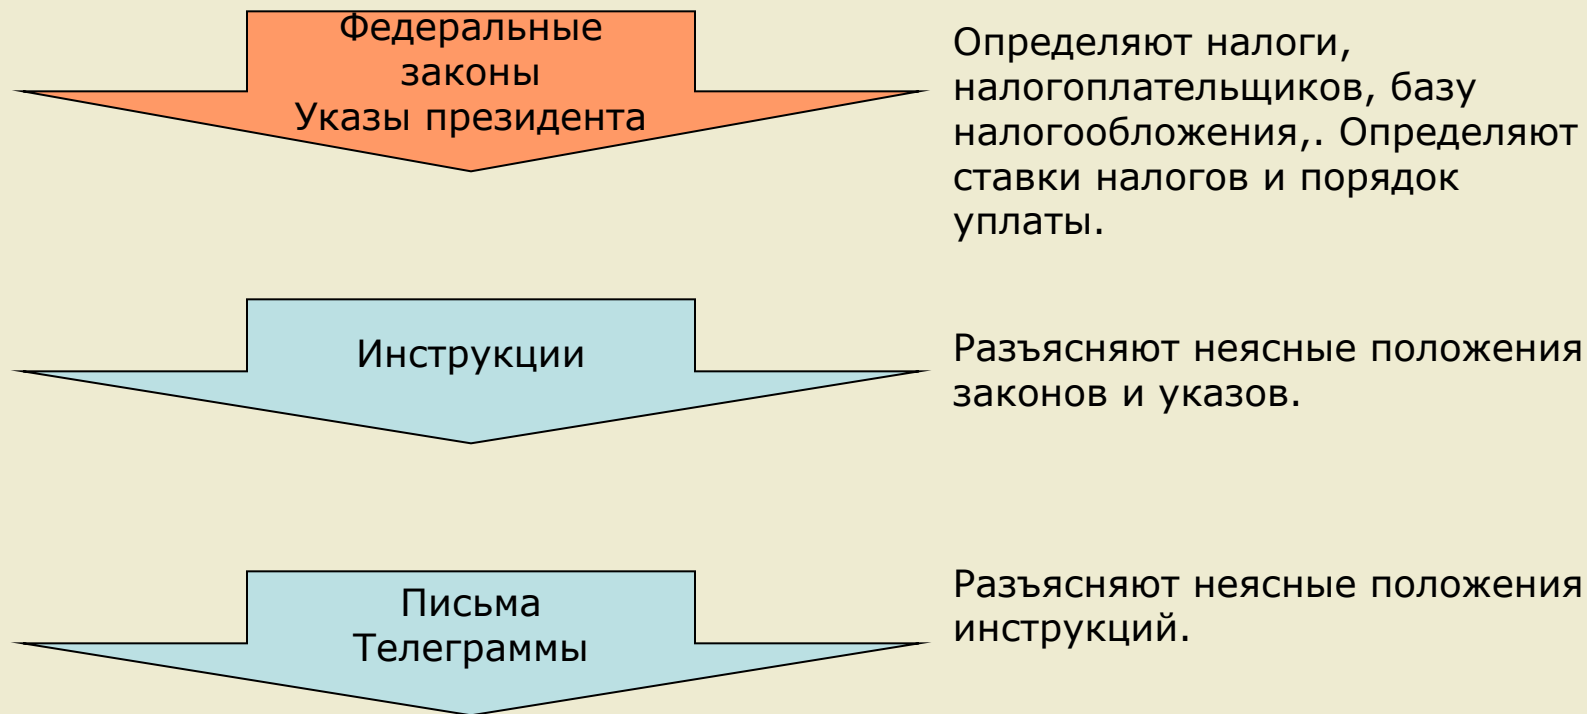 Федеральные
законы
Указы президента
Определяют налоги,
налогоплательщиков, базу
налогообложения,. Определяют
ставки налогов и порядок
уплаты.
Инструкции
Разъясняют неясные положения
законов и указов.
Письма
Телеграммы
Разъясняют неясные положения
инструкций.